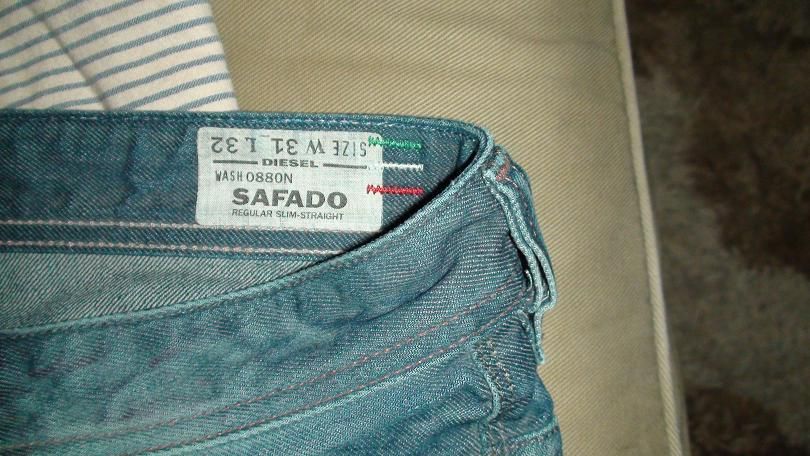 SIZE W 31 L 32
DIESEL
WASH 0880N
SAFADO
REGULAR SLIM-STRAIGHT